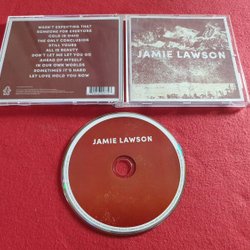 WASN'T EXPECTING THAT
SOMEONE FOR EVERYONE
COLD IN OHIO
THE ONLY CONCLUSION
STILL YOURS
ALL IS BEAUTY
DON'T LET ME LET YOU GO
AHEAD OF MYSELF
IN OUR OWN WORLDS
SOMETIMES IT'S HARD
LET LOVE HOLD YOU NOW
JAMIE LAWSON
JAMIE LAWSON